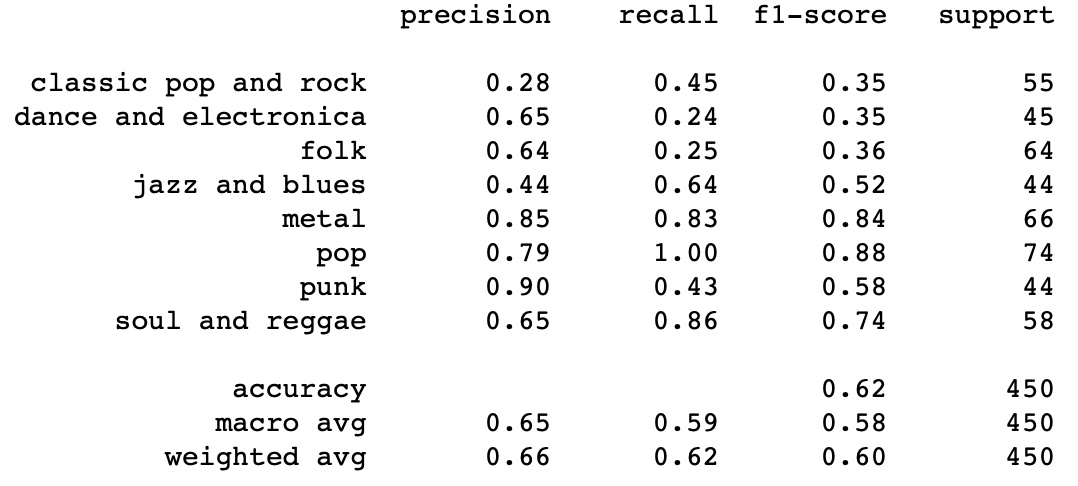 precision recall f1-score support
classic pop and rock 0.28 0.45 0.35 55
dance and electronica 0.65 0.24 0.35 45
folk 0.64 0.25 0.36 64
jazz and blues 0.44 0.64 0.52 44
metal 0.85 0.83 0.84 66
pop 0.79 1.00 0.88 74
punk 0.90 0.43 0.58 44
soul and reggae 0.65 0.86 0.74 58
accuracy 0.62 450
macro avg 0.65 0.59 0.58 450
weighted avg 0.66 0.62 0.60 450